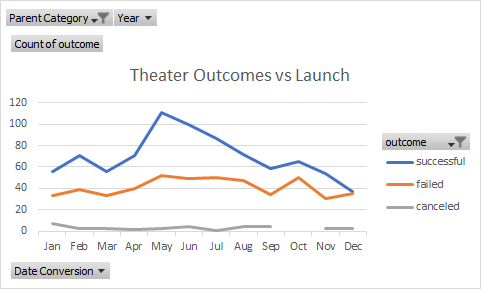 Parent Category Year
Count of outcome
Theater Outcomes vs Launch
120
100
80
60
40
20
0
Jan Feb Mar Apr May Jun Jul Aug Sep Oct Nov Dec
outcome
successful
failed
canceled
Date Conversion